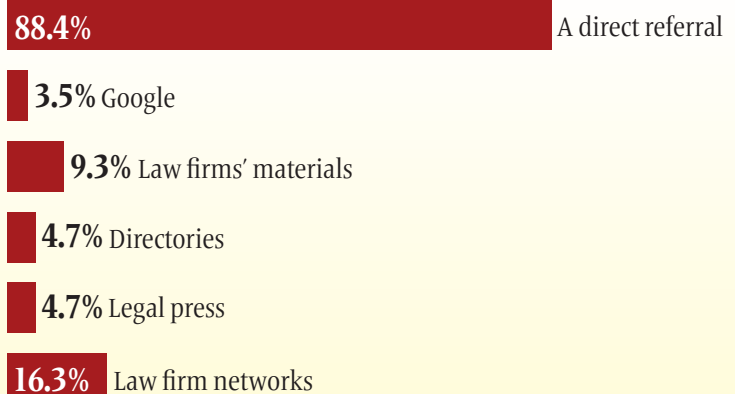 88.4% A direct referral
3.5% Google
9.3% Law firms’ materials
4.7% Directories
4.7% Legal press
16.3% Law firm networks